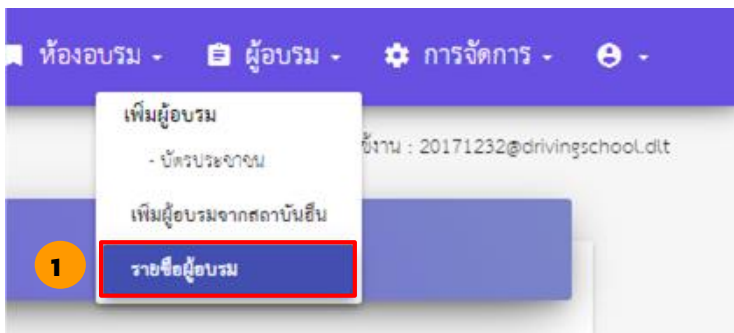 ห้องอบรม ผู้อบรม การจัดการ
เพิ่มผู้อบรม
ช้งาน : 20171232@drivingschool.dlt
- บัตรประชาชน
เพิ่มผู้อบรมจากสถาบันอื่น
1 รายชื่อผู้อบรม